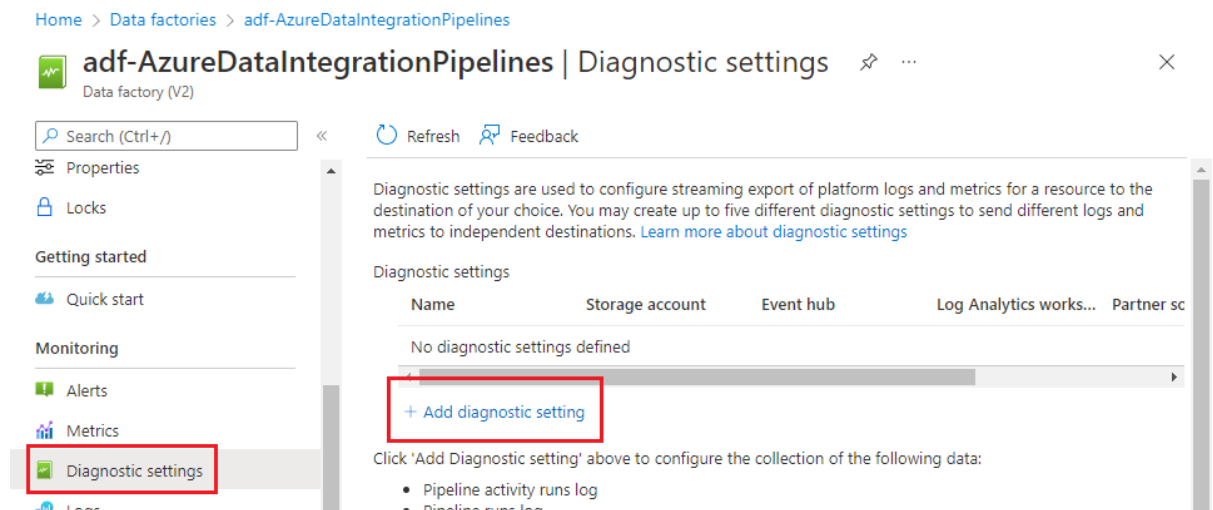 Home > Data factories > adf-AzureDataIntegrationPipelines
adf-AzureDataIntegrationPipelines | Diagnostic settings
Data factory (V2)
Search (Ctrl+/)
Properties
Locks
Getting started
Quick start
Monitoring
Alerts
Metrics
Diagnostic settings
Logs
Refresh
Feedback
Diagnostic settings are used to configure streaming export of platform logs and metrics for a resource to the
destination of your choice. You may create up to five different diagnostic settings to send different logs and
metrics to independent destinations. Learn more about diagnostic settings
Diagnostic settings
Name Storage account Event hub Log Analytics works... Partner sc
No diagnostic settings defined
+ Add diagnostic setting
Click 'Add Diagnostic setting' above to configure the collection of the following data:
• Pipeline activity runs log
• Pipeline runs log